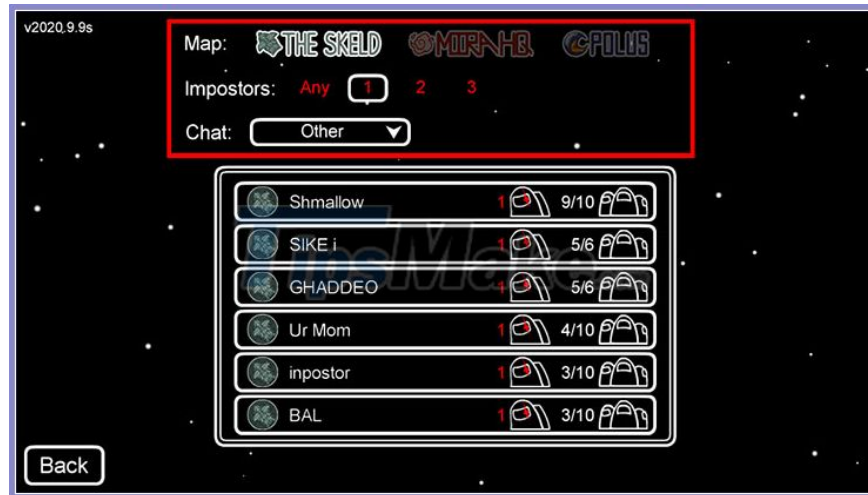 v2020.9.9s
Map: THE SKELD MIRA HQ POLUS
Impostors: Any 1 2 3
Chat: Other
Shmallow 1 9/10
SIKE i 1 5/6
GHADDEO 1 5/6
Ur Mom 1 4/10
inpostor 1 3/10
BAL 1 3/10
TipsMake
Back